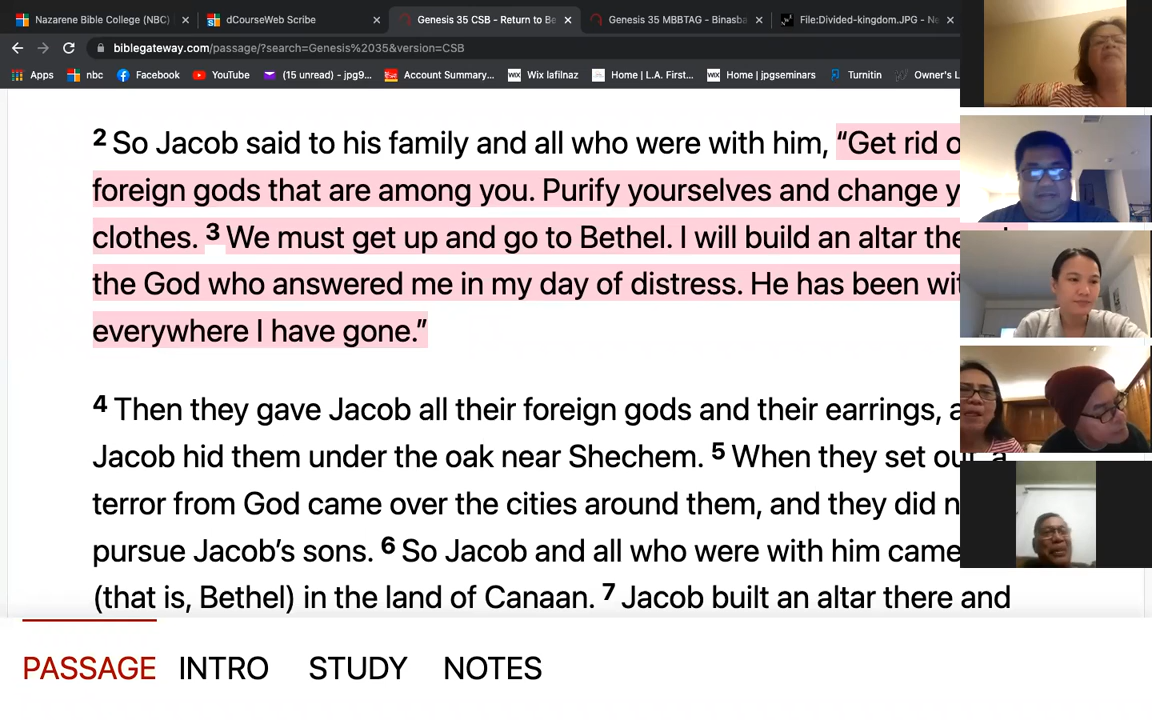 Nazarene Bible College (NBC)
dCourseWeb Scribe
Genesis 35 CSB - Return to Be
Genesis 35 MBBTAG - Binasba
File:Divided-kingdom.JPG - Ne
biblegateway.com/passage/?search=Genesis%2035&version=CSB
Apps nbc Facebook YouTube (15 unread) - jpg9... Account Summary... Wix lafilnaz Home | L.A. First... Home | jpgseminars Turnitin Owner's L
2 So Jacob said to his family and all who were with him, “Get rid
foreign gods that are among you. Purify yourselves and change
clothes. 3 We must get up and go to Bethel. I will build an altar
the God who answered me in my day of distress. He has been
everywhere I have gone.”
4 Then they gave Jacob all their foreign gods and their earrings,
Jacob hid them under the oak near Shechem. 5 When they set a
terror from God came over the cities around them, and they did
pursue Jacob’s sons. 6 So Jacob and all who were with him came
(that is, Bethel) in the land of Canaan. 7 Jacob built an altar there and
PASSAGE INTRO STUDY NOTES